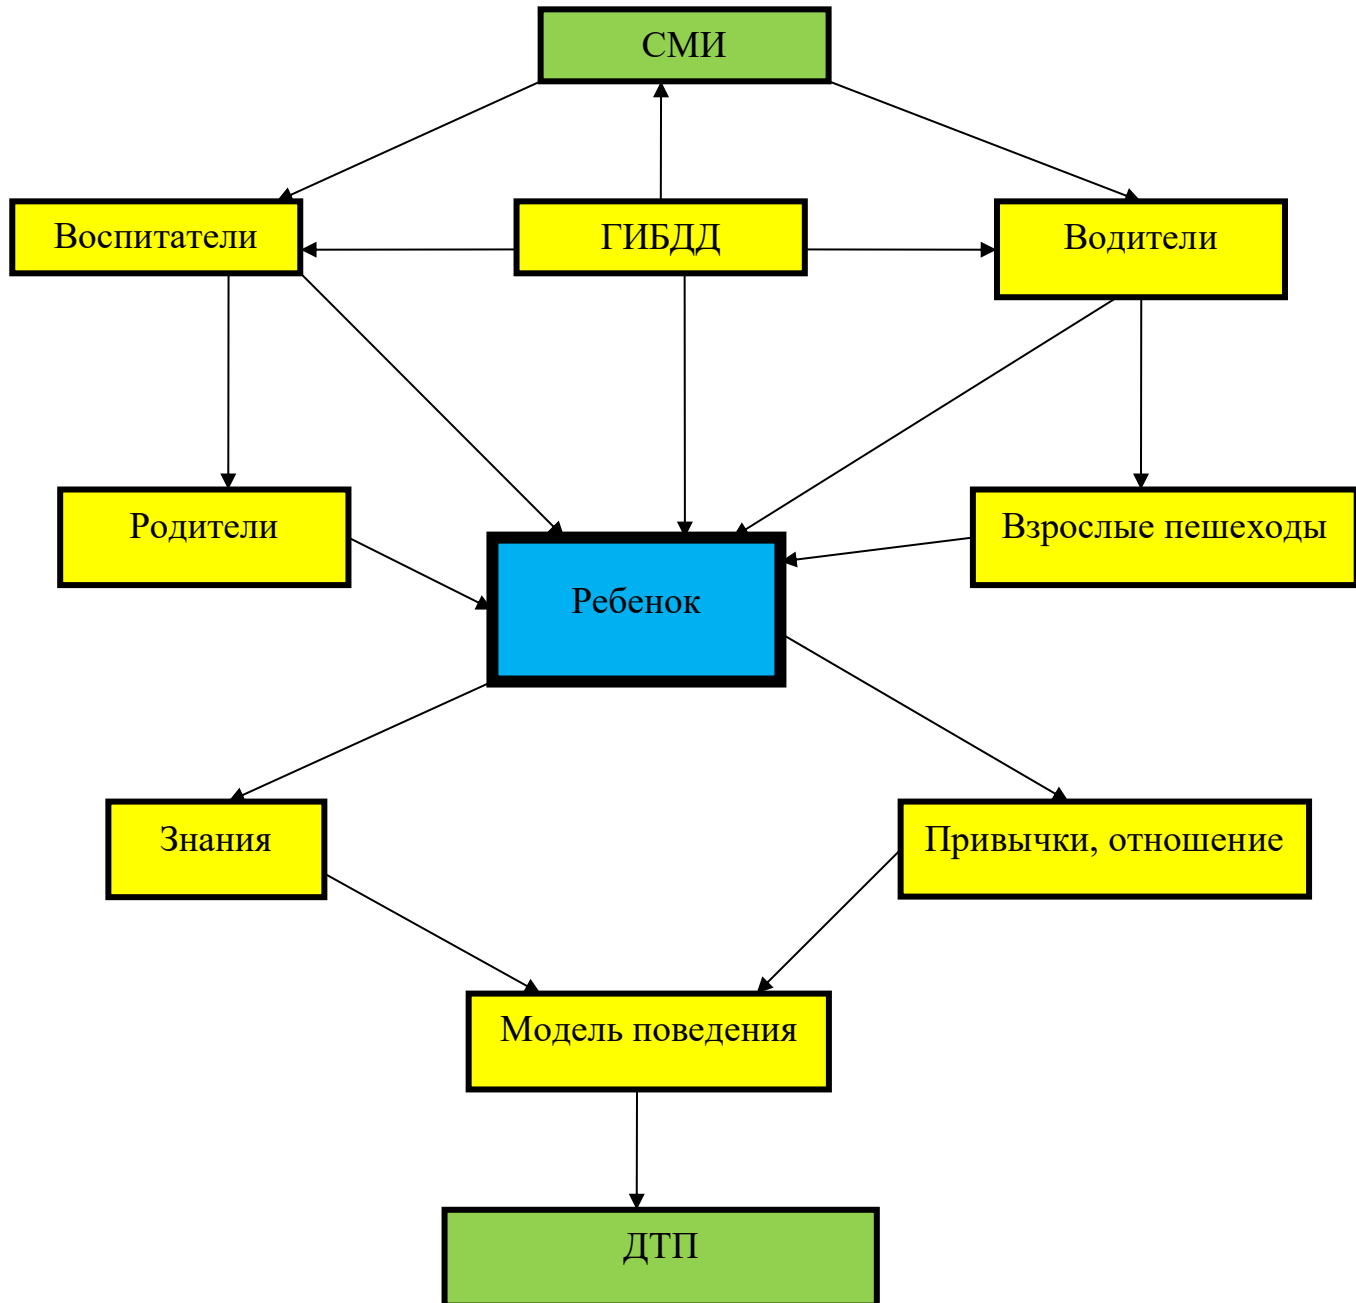 СМИ
Воспитатели
ГИБДД
Водители
Родители
Взрослые пешеходы
Ребенок
Знания
Привычки, отношение
Модель поведения
ДТП